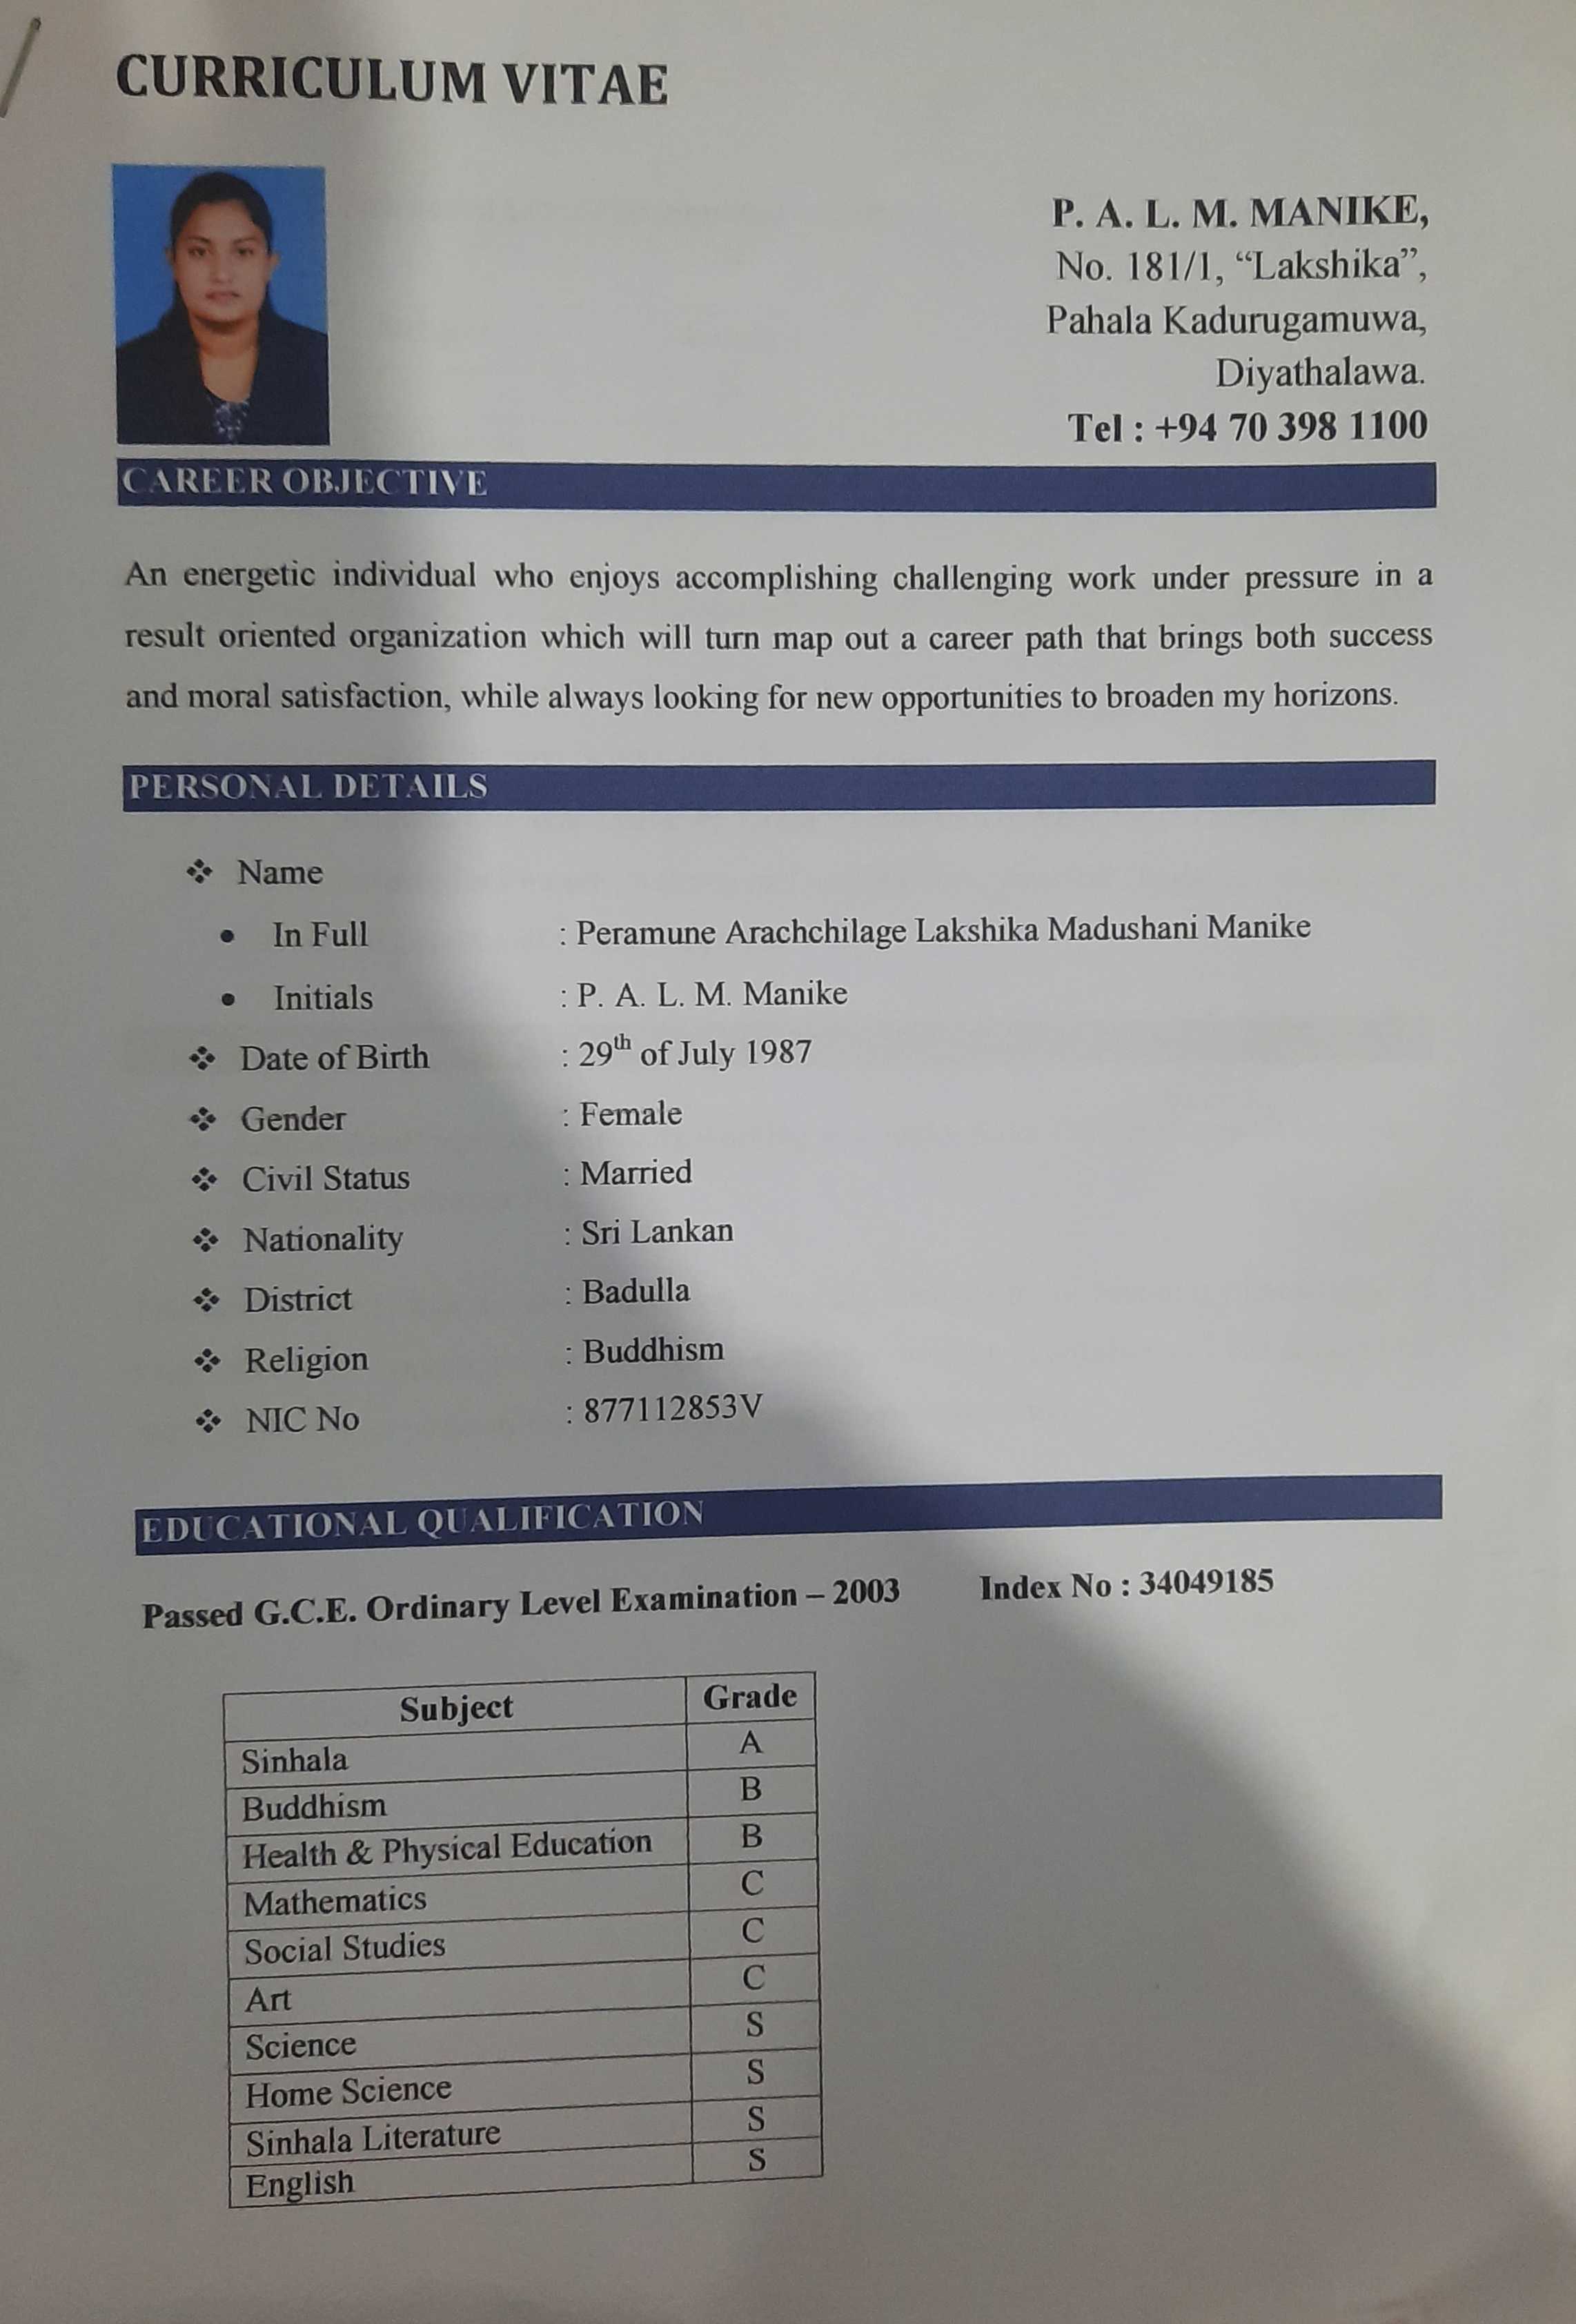 CURRICULUM VITAE
P. A. L. M. MANIKE,
No. 181/1, “Lakshika”,
Pahala Kadurugamuwa,
Diyathalawa.
Tel : +94 70 398 1100
CAREER OBJECTIVE
An energetic individual who enjoys accomplishing challenging work under pressure in a
result oriented organization which will turn map out a career path that brings both success
and moral satisfaction, while always looking for new opportunities to broaden my horizons.
PERSONAL DETAILS
❖ Name
• In Full : Peramune Arachchilage Lakshika Madushani Manike
• Initials : P. A. L. M. Manike
❖ Date of Birth : 29th of July 1987
❖ Gender : Female
❖ Civil Status : Married
❖ Nationality : Sri Lankan
❖ District : Badulla
❖ Religion : Buddhism
❖ NIC No : 877112853V
EDUCATIONAL QUALIFICATION
Passed G.C.E. Ordinary Level Examination – 2003 Index No : 34049185
Subject Grade
Sinhala A
Buddhism B
Health & Physical Education B
Mathematics C
Social Studies C
Art C
Science S
Home Science S
Sinhala Literature S
English S